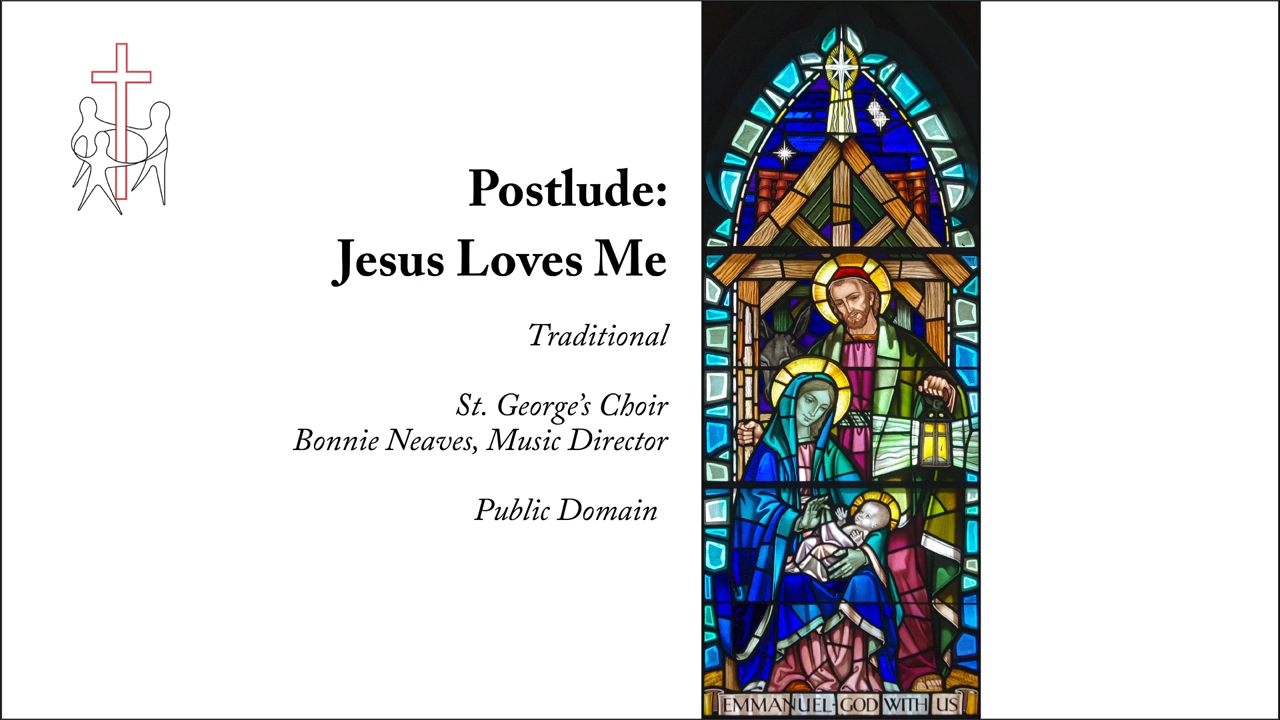 Postlude:
Jesus Loves Me
Traditional
St. George's Choir
Bonnie Neaves, Music Director
Public Domain
EMMANUEL-GOD WITH US